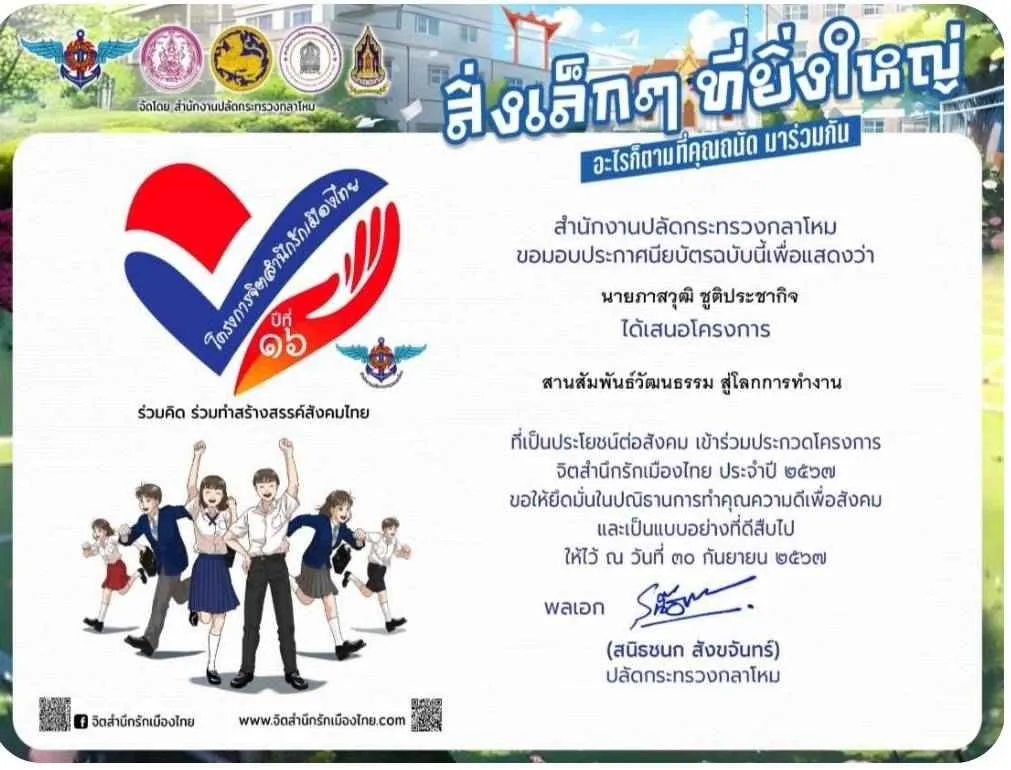 จัดโดย สำนักงานปลัดกระทรวงกลาโหม
สิ่งเล็กๆ ที่ยิ่งใหญ่
อะไรก็ตามที่คุณถนัด มาร่วมกัน
โครงการจิตสำนึกรักเมืองไทย
ปีที่
๑๖
ร่วมคิด ร่วมทำสร้างสรรค์สังคมไทย
สำนักงานปลัดกระทรวงกลาโหม
ขอมอบประกาศนียบัตรฉบับนี้เพื่อแสดงว่า
นายภาสวุฒิ ชูติประชากิจ
ได้เสนอโครงการ
สานสัมพันธ์วัฒนธรรม สู่โลกการทำงาน
ที่เป็นประโยชน์ต่อสังคม เข้าร่วมประกวดโครงการ
จิตสำนึกรักเมืองไทย ประจำปี ๒๕๖๗
ขอให้ยึดมั่นในปณิธานการทำคุณความดีเพื่อสังคม
และเป็นแบบอย่างที่ดีสืบไป
ให้ไว้ ณ วันที่ ๓๐ กันยายน ๒๕๖๗
พลเอก
(สนิธชนก สังขจันทร์)
ปลัดกระทรวงกลาโหม
จิตสำนึกรักเมืองไทย
www.จิตสำนึกรักเมืองไทย.com